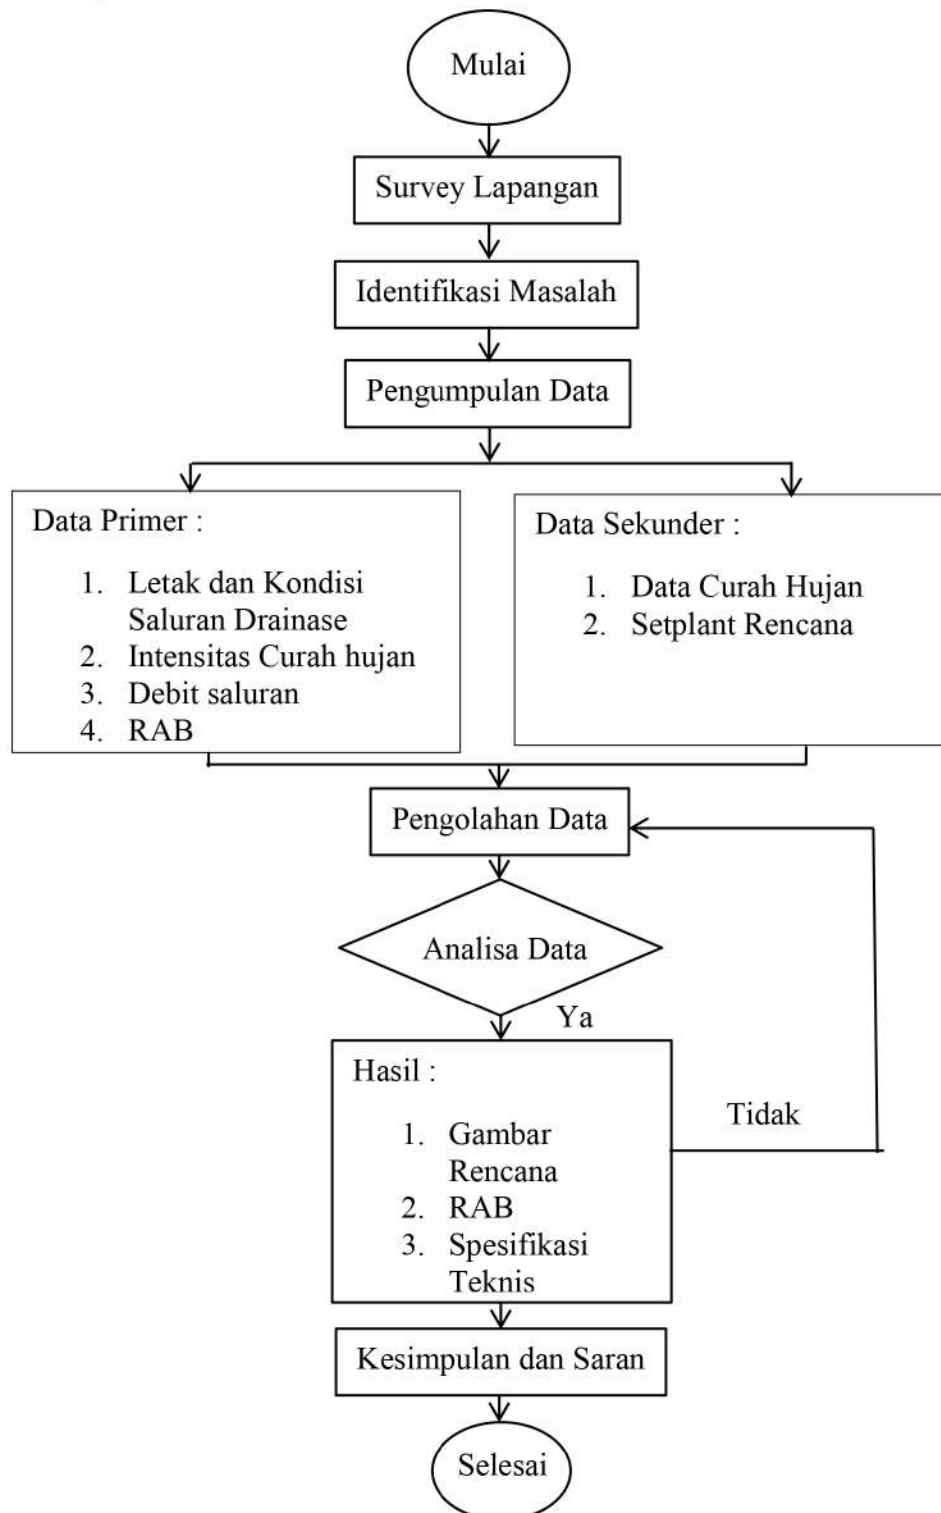 Mulai
Survey Lapangan
Identifikasi Masalah
Pengumpulan Data
Data Primer :
1. Letak dan Kondisi
Saluran Drainase
2. Intensitas Curah hujan
3. Debit saluran
4. RAB
Data Sekunder :
1. Data Curah Hujan
2. Setplant Rencana
Pengolahan Data
Analisa Data
Ya
Hasil :
1. Gambar
Rencana
2. RAB
3. Spesifikasi
Teknis
Tidak
Kesimpulan dan Saran
Selesai